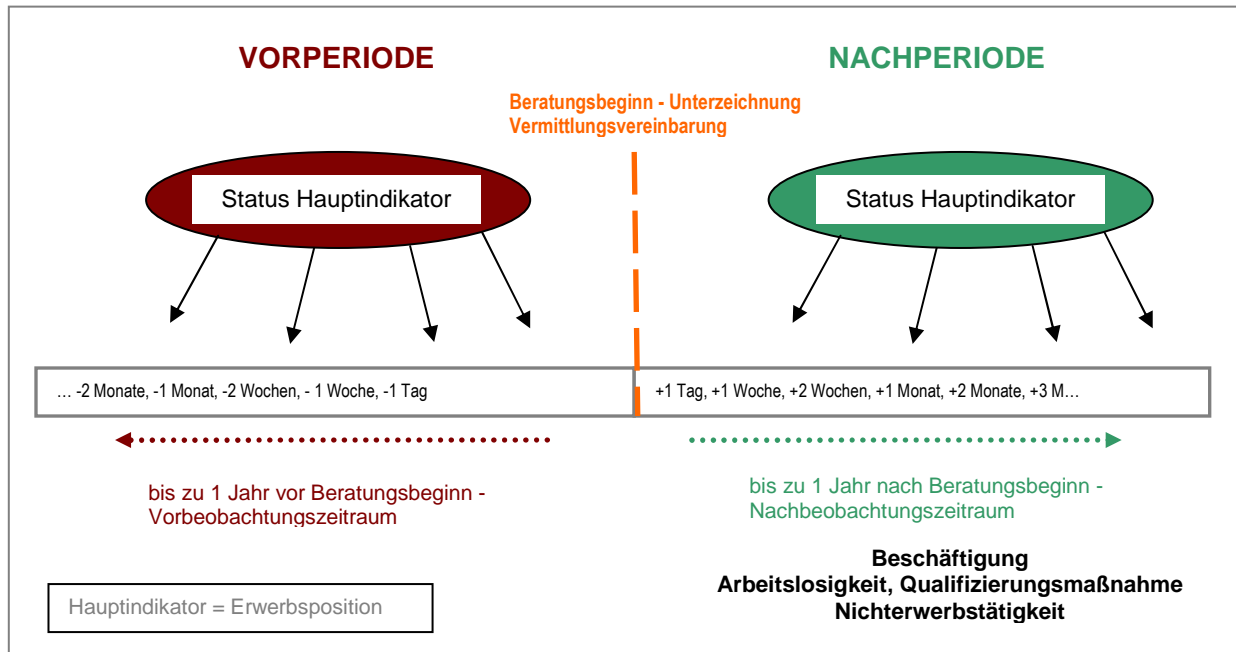 VORPERIODE
NACHPERIODE
Beratungsbeginn - Unterzeichnung
Vermittlungsvereinbarung
Status Hauptindikator
Status Hauptindikator
… -2 Monate, -1 Monat, -2 Wochen, - 1 Woche, -1 Tag
+1 Tag, +1 Woche, +2 Wochen, +1 Monat, +2 Monate, +3 M…
bis zu 1 Jahr vor Beratungsbeginn -
Vorbeobachtungszeitraum
bis zu 1 Jahr nach Beratungsbeginn -
Nachbeobachtungszeitraum
Beschäftigung
Arbeitslosigkeit, Qualifizierungsmaßnahme
Nichterwerbstätigkeit
Hauptindikator = Erwerbsposition